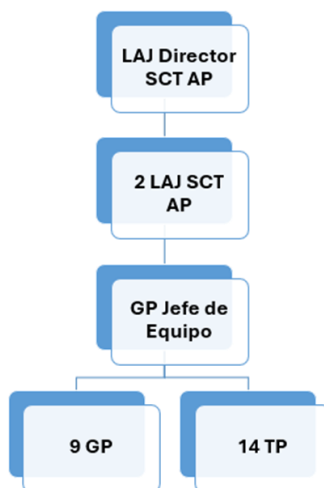 LAJ Director
SCT AP
2 LAJ SCT
AP
GP Jefe de
Equipo
9 GP
14 TP